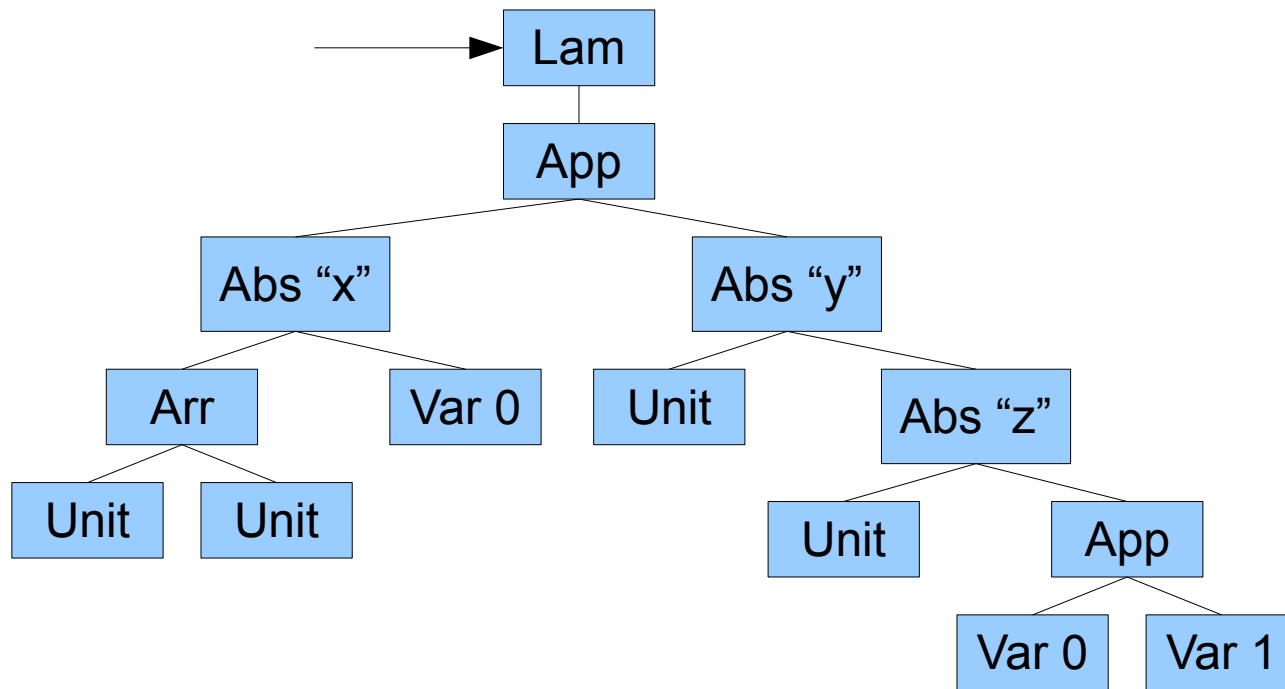 Lam
App
Abs “x”
Abs “y”
Arr
Var 0
Unit
Abs “z”
Unit
Unit
Unit
App
Var 0
Var 1